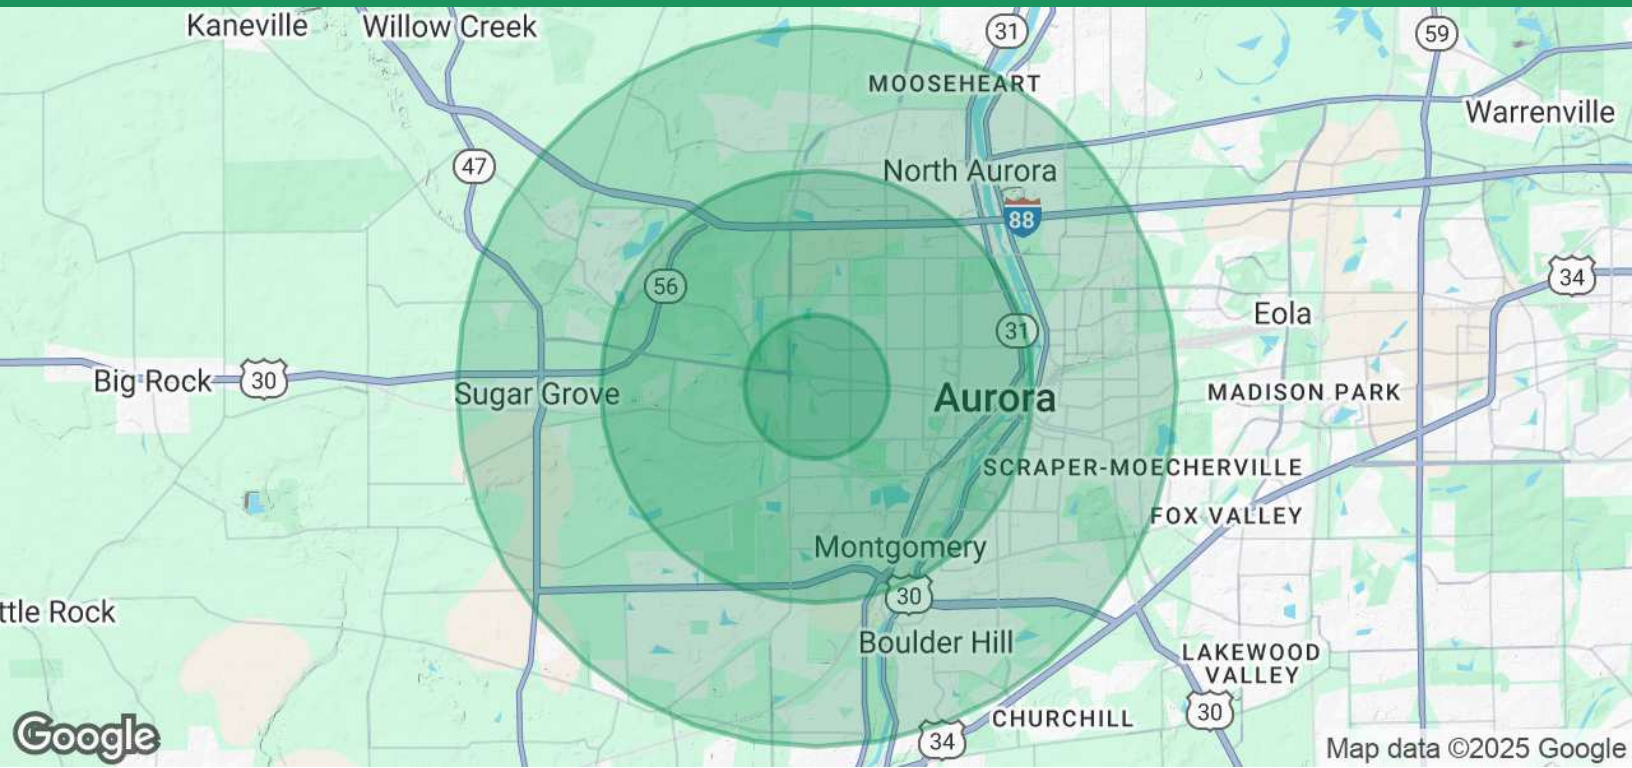 Kaneville
Willow Creek
31
59
MOOSEHEART
Warrenville
47
North Aurora
88
34
56
Eola
31
Big Rock
30
Sugar Grove
Aurora
MADISON PARK
SCRAPER-MOECHERVILLE
FOX VALLEY
Montgomery
30
ttle Rock
Boulder Hill
LAKEWOOD
VALLEY
30
CHURCHILL
34
Google
Map data ©2025 Google